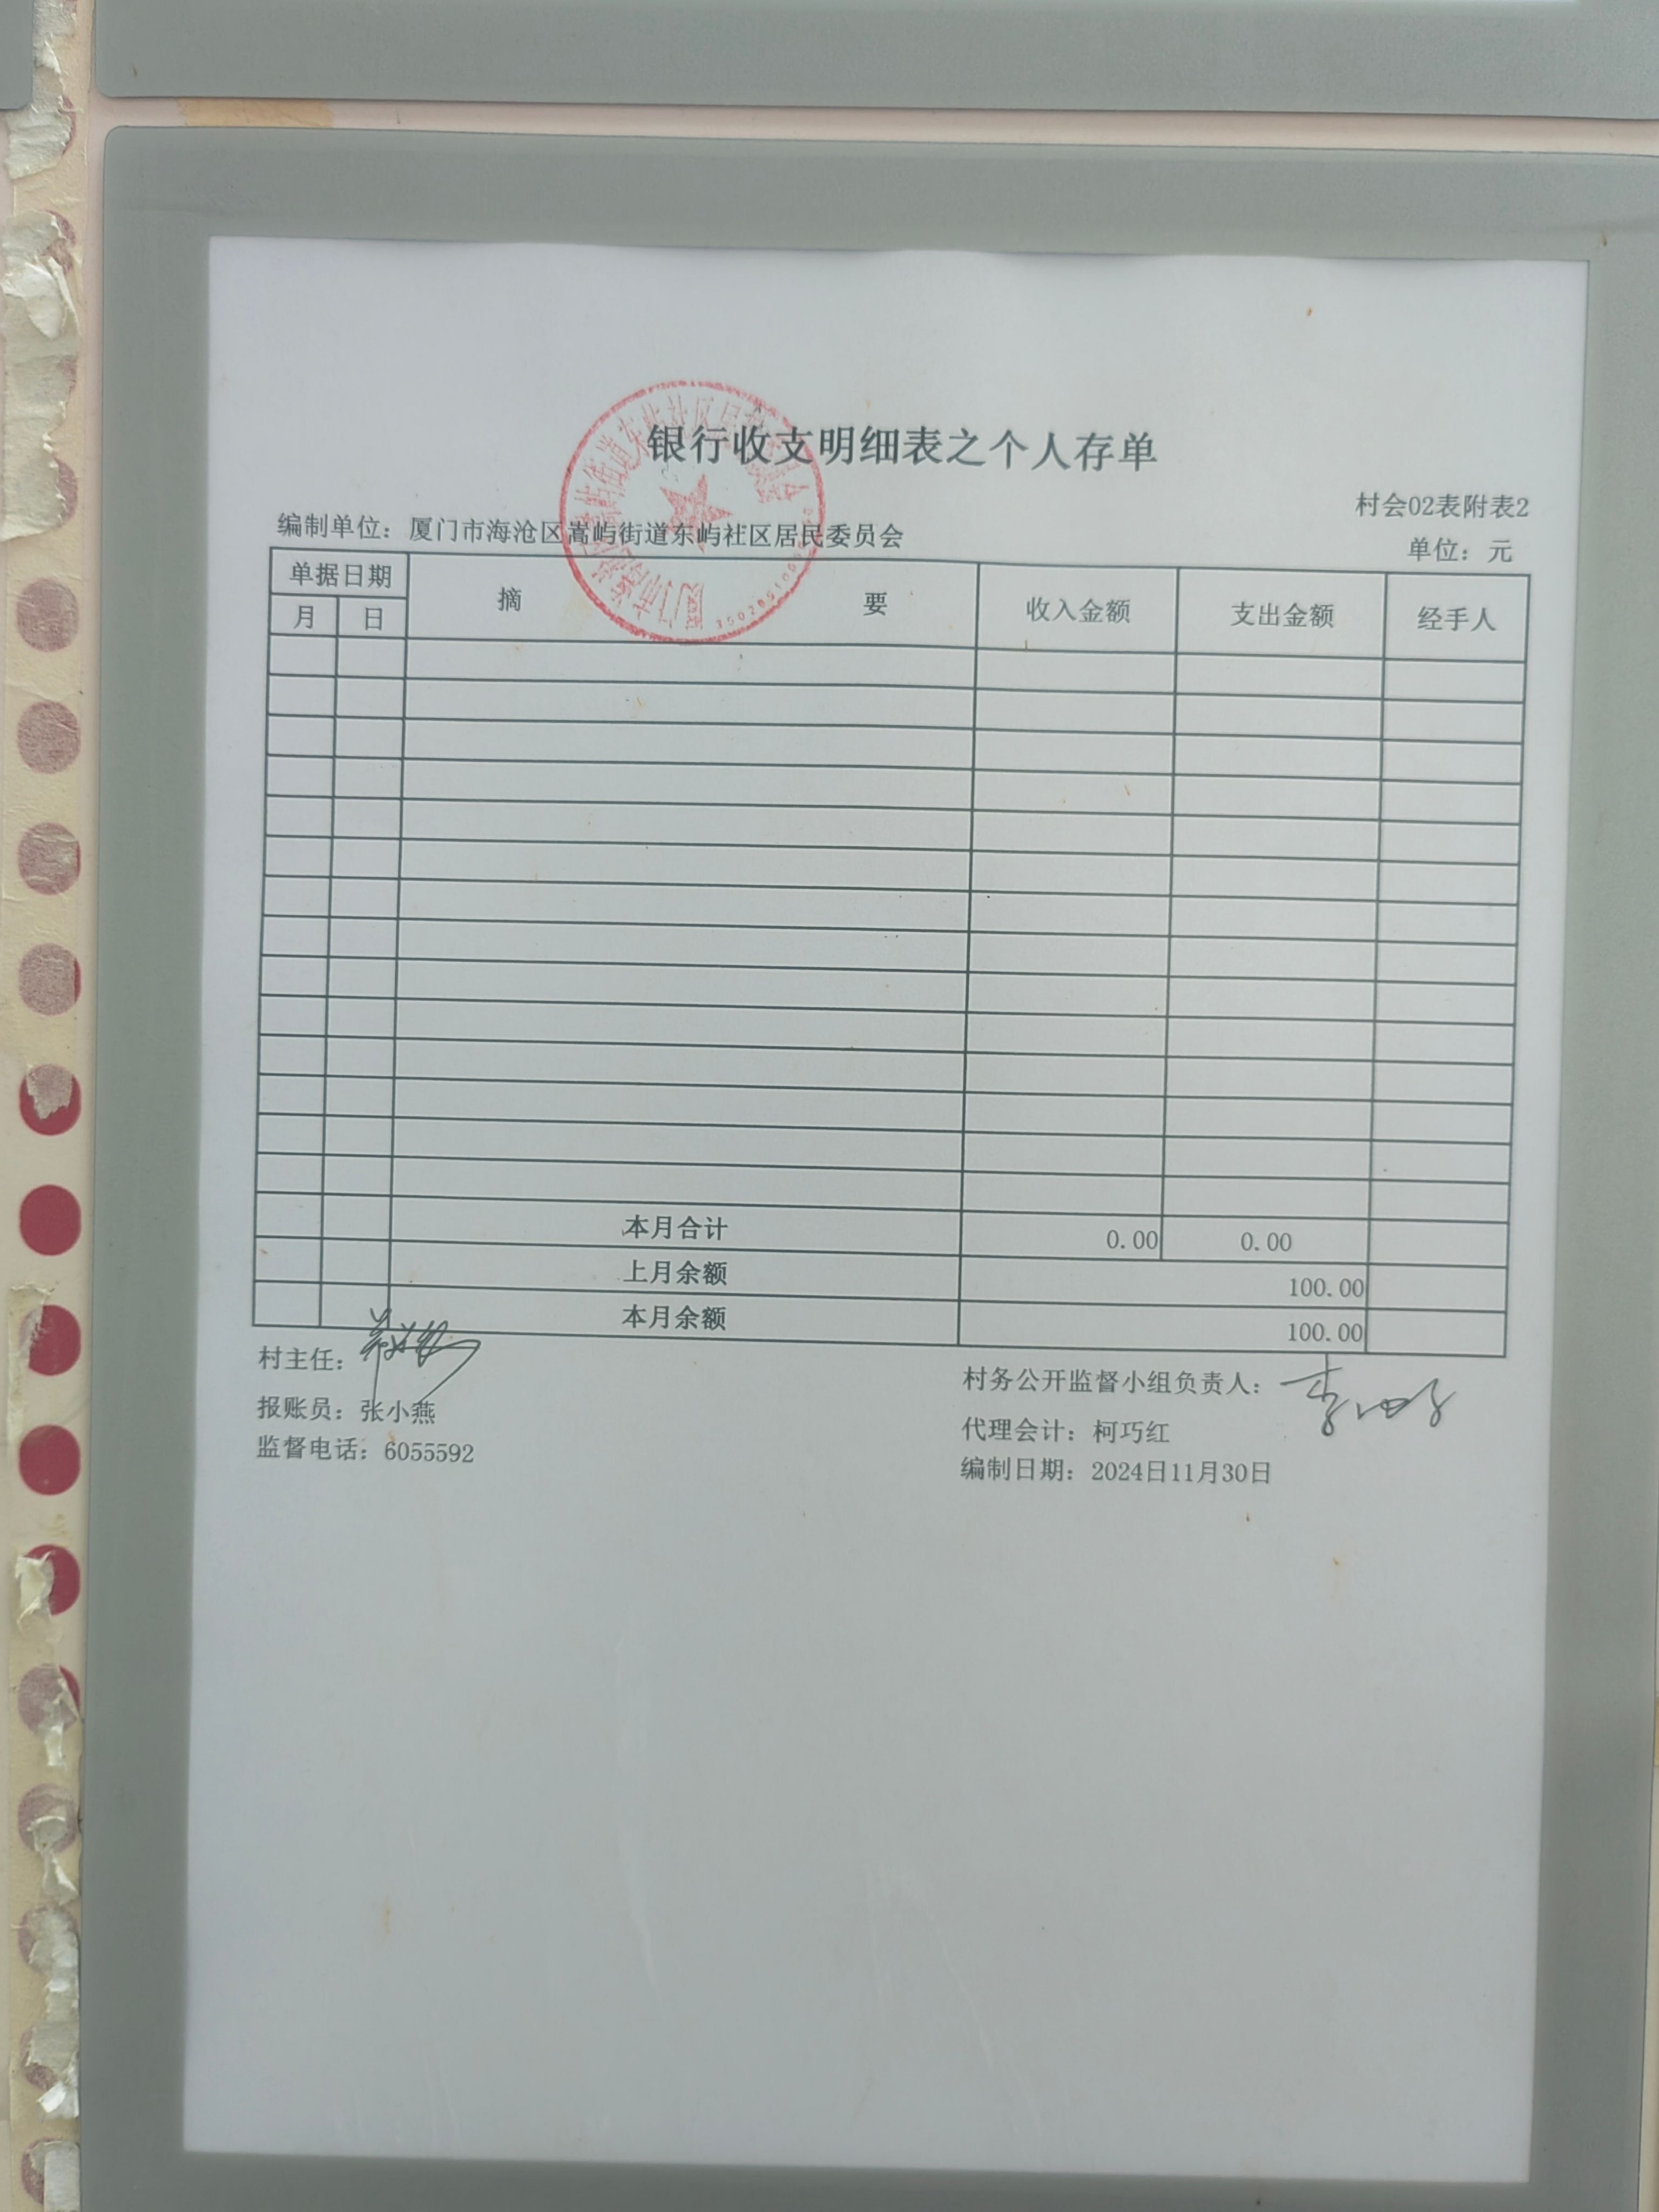 银行收支明细表之个人存单
村会02表附表2
编制单位：厦门市海沧区嵩屿街道东屿社区居民委员会
单位：元
单据日期 摘 要 收入金额 支出金额 经手人
月 日
本月合计 0.00 0.00
上月余额 100.00
本月余额 100.00
村主任：
村务公开监督小组负责人：
报账员：张小燕
代理会计：柯巧红
监督电话：6055592
编制日期：2024日11月30日